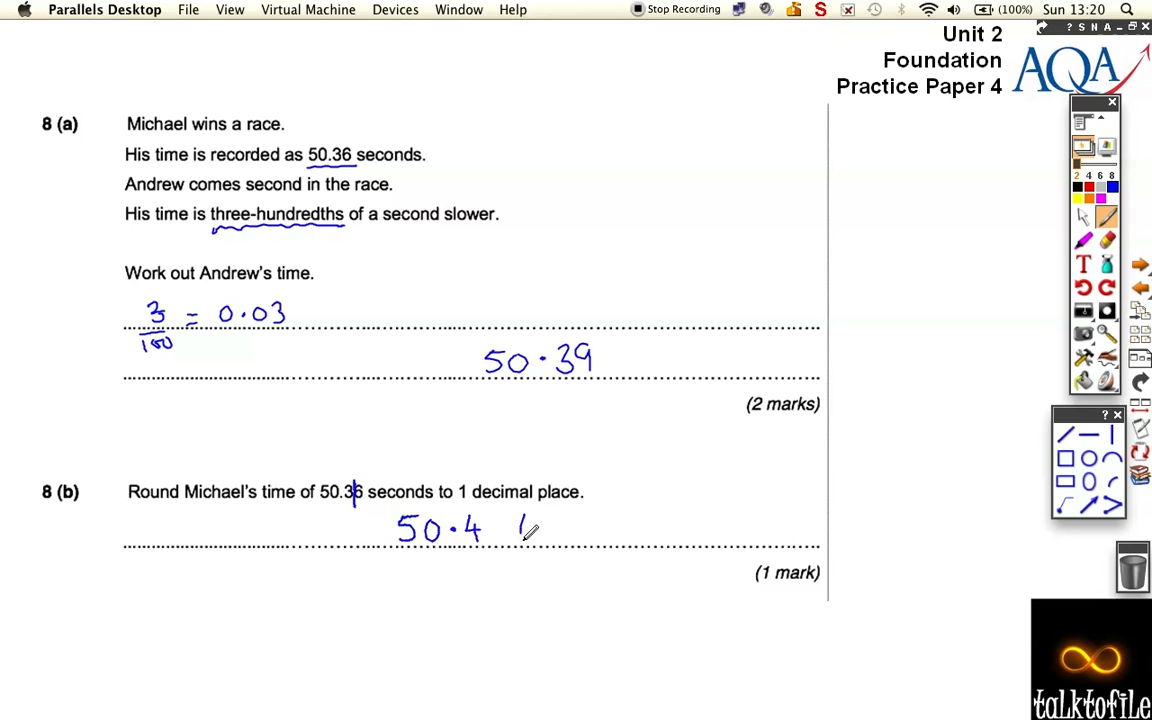 Parallels Desktop File View Virtual Machine Devices Window Help Stop Recording S (100%) Sun 13:20
? S N A
Unit 2
Foundation
Practice Paper 4
AQA
8 (a) Michael wins a race.
His time is recorded as 50.36 seconds.
Andrew comes second in the race.
His time is three-hundredths of a second slower.
Work out Andrew's time.
3/100 = 0·03
50·39
(2 marks)
8 (b) Round Michael's time of 50.36 seconds to 1 decimal place.
50·4
(1 mark)
2 4 6 8
T
?
talktofile